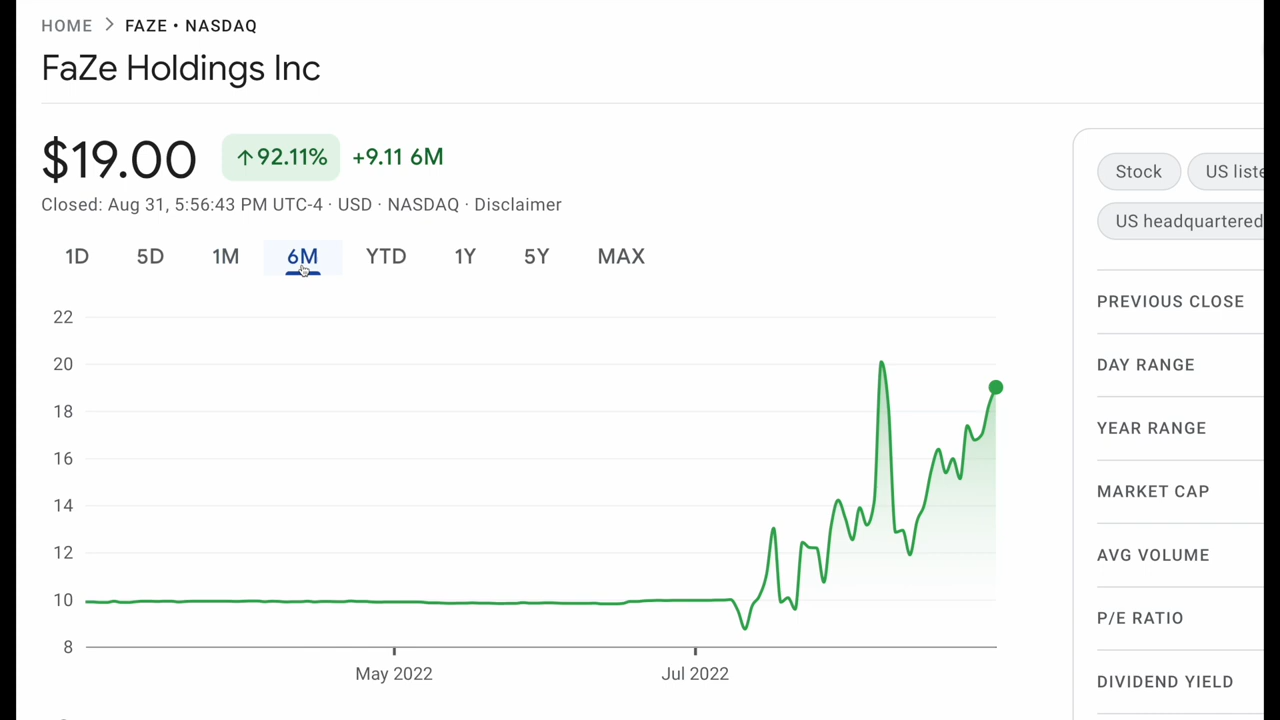 HOME > FAZE • NASDAQ
FaZe Holdings Inc
$19.00 ↑92.11% +9.11 6M
Closed: Aug 31, 5:56:43 PM UTC-4 · USD · NASDAQ · Disclaimer
1D 5D 1M 6M YTD 1Y 5Y MAX
22
20
18
16
14
12
10
8
May 2022 Jul 2022
Stock US liste
US headquartered
PREVIOUS CLOSE
DAY RANGE
YEAR RANGE
MARKET CAP
AVG VOLUME
P/E RATIO
DIVIDEND YIELD